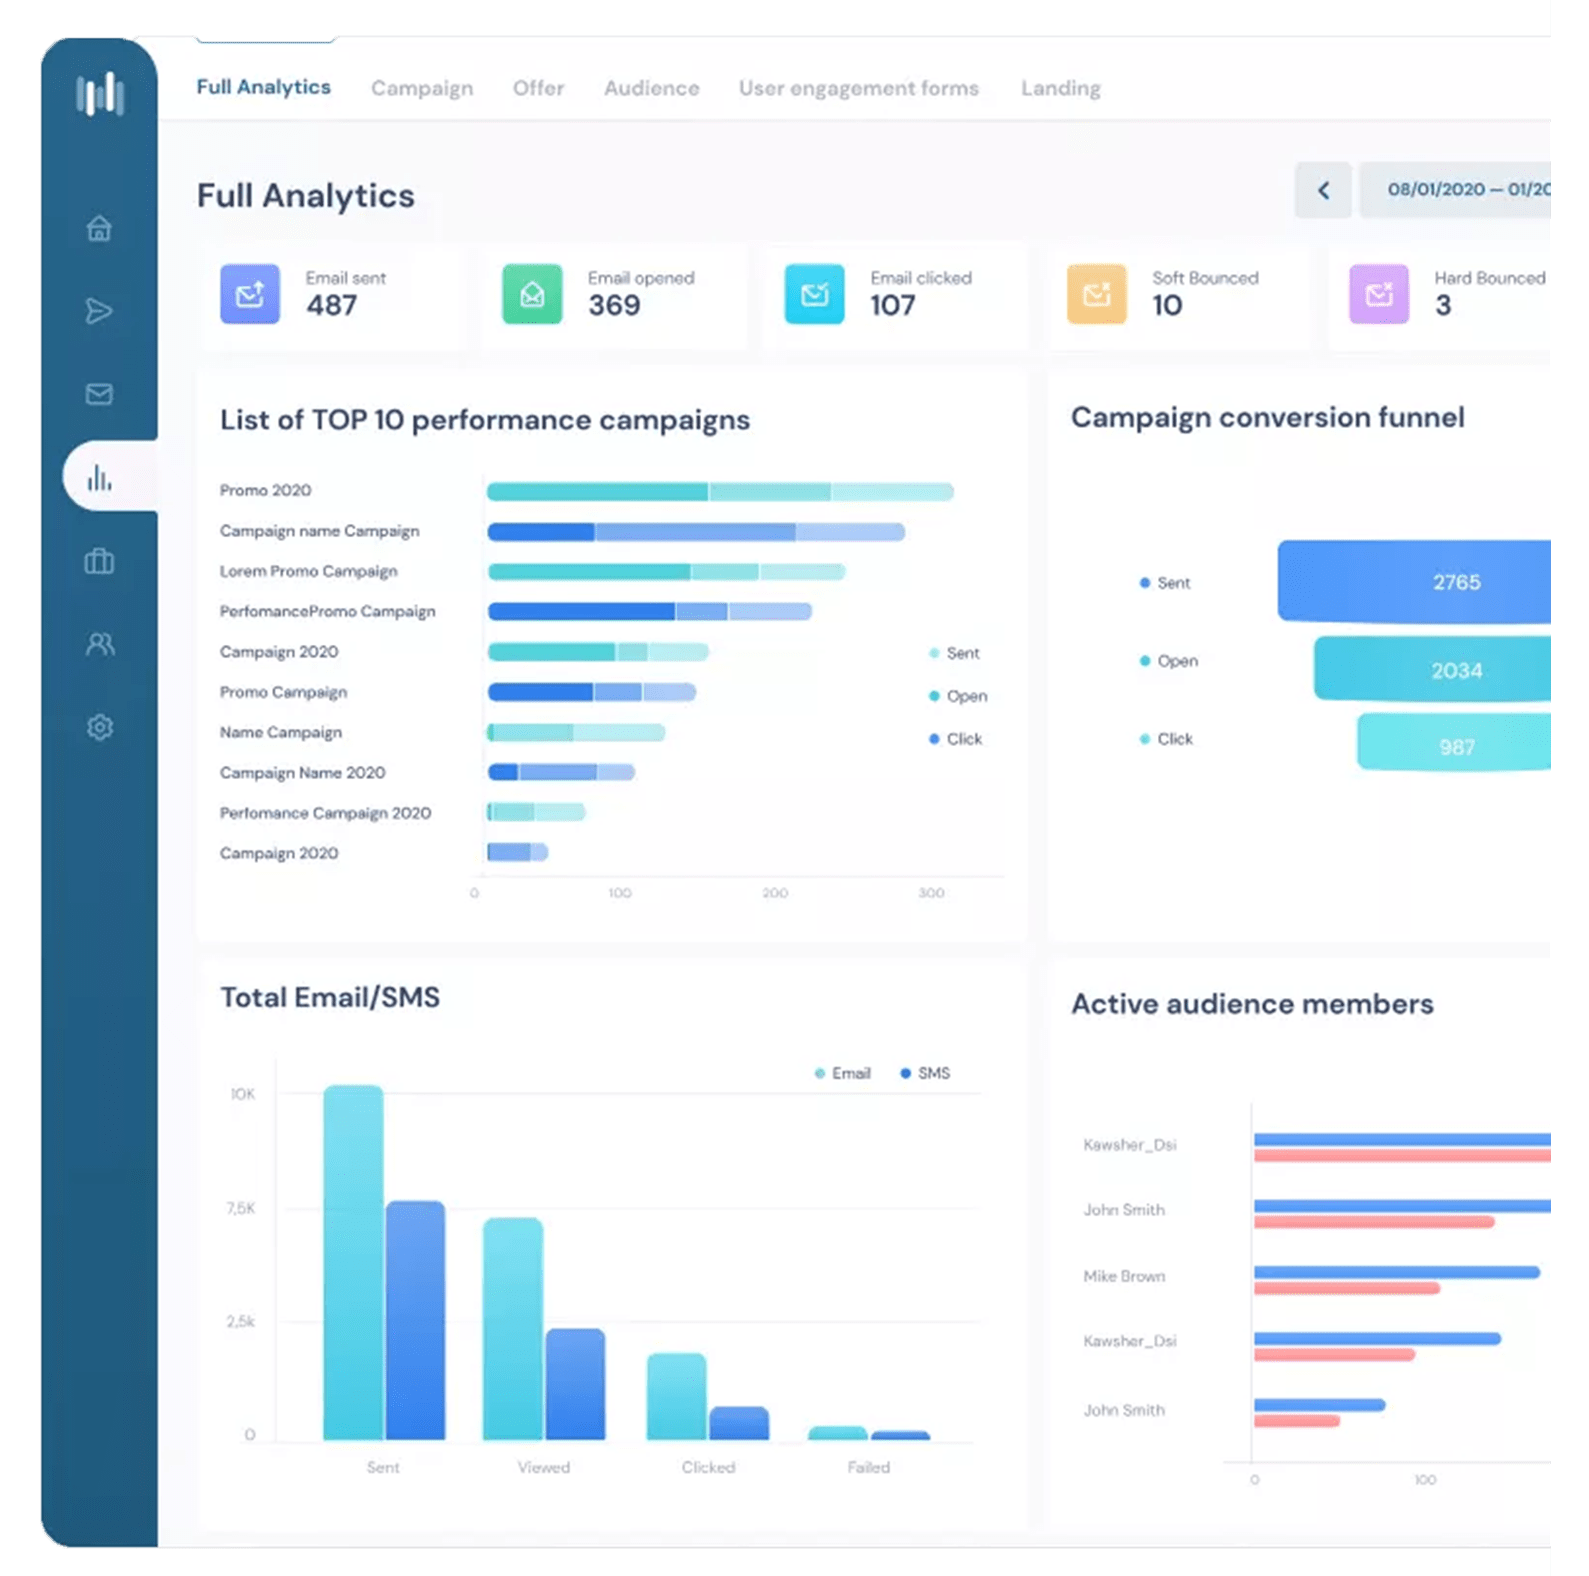 Full Analytics Campaign Offer Audience User engagement forms Landing
Full Analytics
08/01/2020 — 01/20
Email sent
487
Email opened
369
Email clicked
107
Soft Bounced
10
Hard Bounced
3
List of TOP 10 performance campaigns
Promo 2020
Campaign name Campaign
Lorem Promo Campaign
PerfomancePromo Campaign
Campaign 2020
Promo Campaign
Name Campaign
Campaign Name 2020
Perfomance Campaign 2020
Campaign 2020
Sent
Open
Click
0 100 200 300
Campaign conversion funnel
Sent
2765
Open
2034
Click
987
Total Email/SMS
Email SMS
10K
7,5K
2,5k
0
Sent Viewed Clicked Failed
Active audience members
Kawsher_Dsi
John Smith
Mike Brown
Kawsher_Dsi
John Smith
0 100